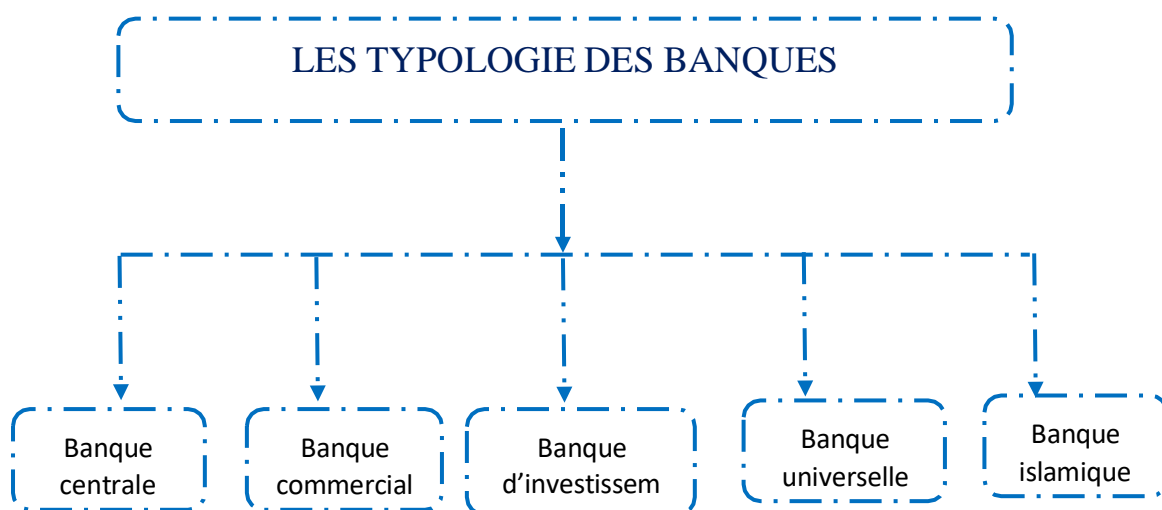 LES TYPOLOGIE DES BANQUES
Banque
centrale
Banque
commercial
Banque
d’investissem
Banque
universelle
Banque
islamique